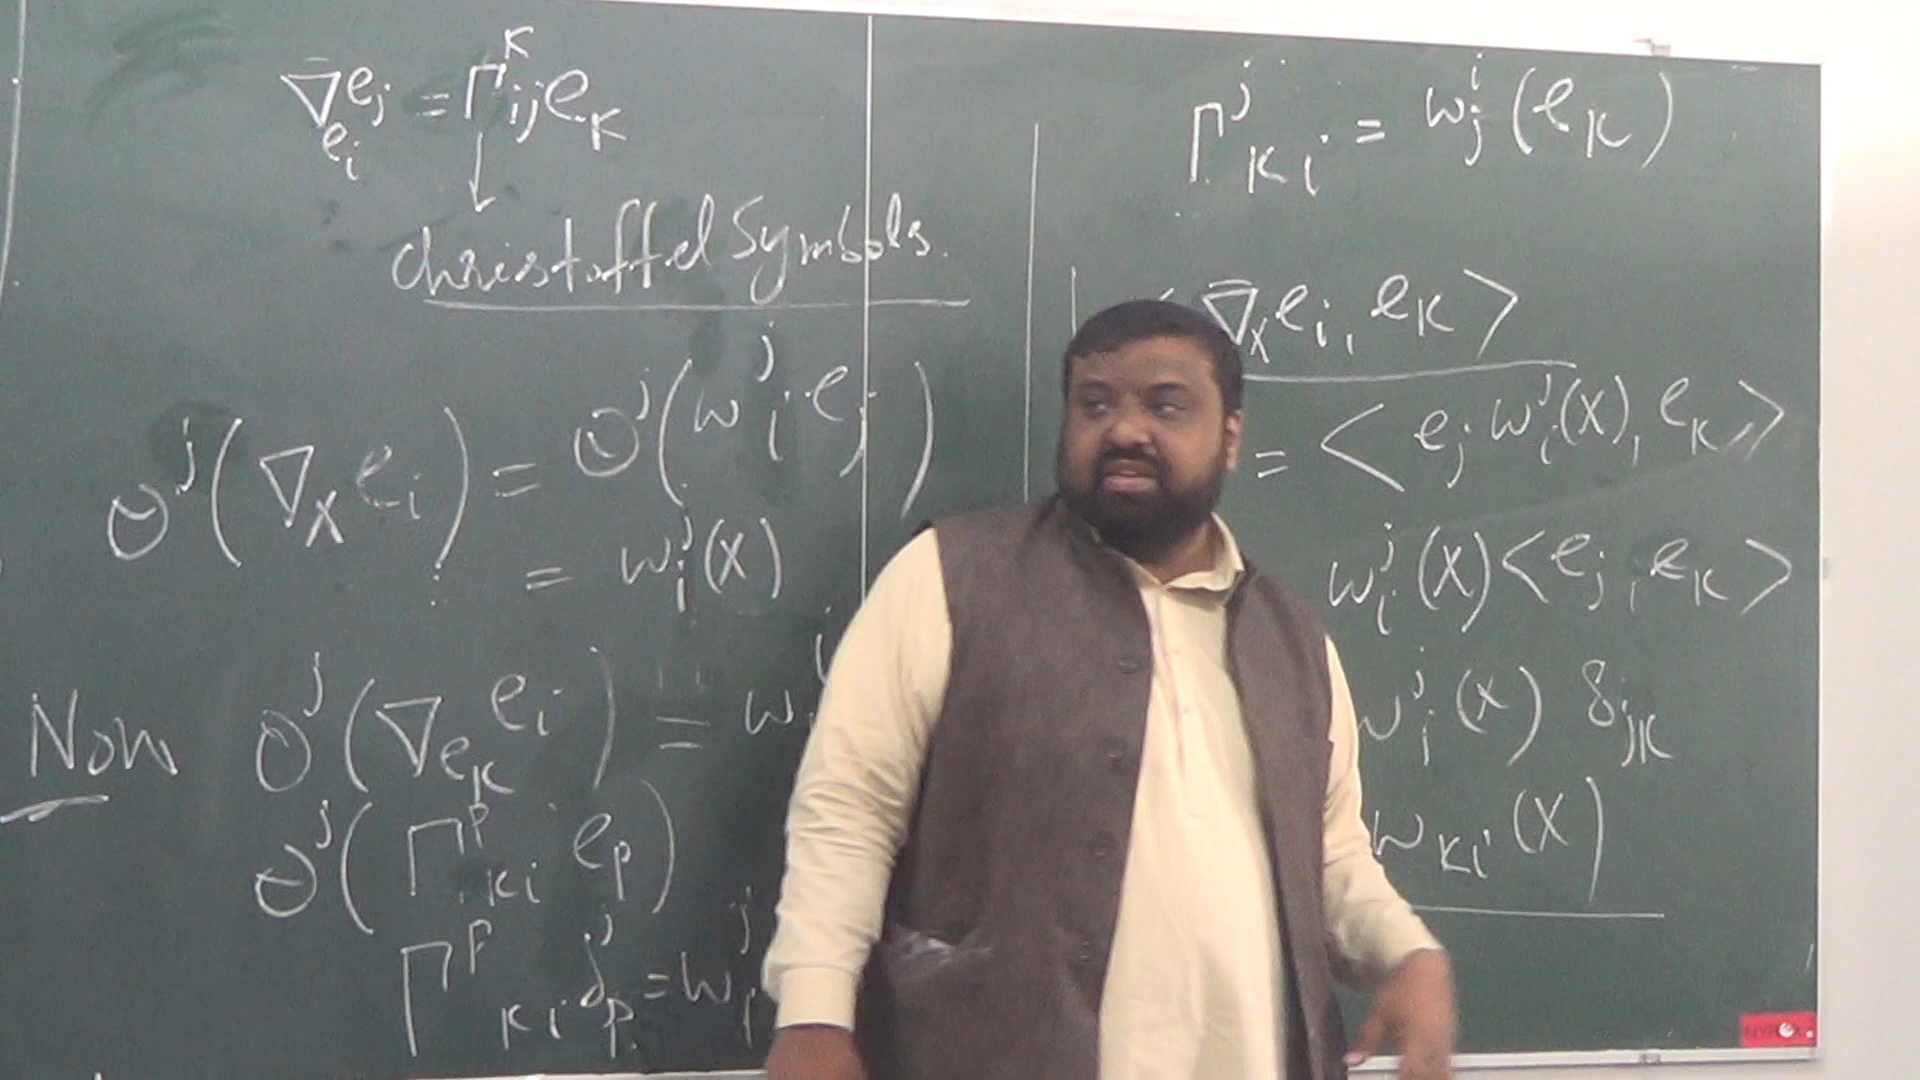 ∇_{e_i} e_j = Γ^K_{ij} e_K
↓
Christoffel Symbols.
θ^j(∇_X e_i) = θ^j(w^j_i e_j)
= w^j_i(X)
Now θ^j(∇_{e_K} e_i) = w
θ^j(Γ^P_{Ki} e_P)
Γ^P_{Ki} δ^j_P = w^j_i
Γ^j_{Ki} = w^i_j(e_K)
<∇_X e_i, e_K>
= <e_j w^j_i(X), e_K>
w^j_i(X)<e_j, e_K>
w^j_i(X) δ_{jK}
w_{Ki}(X)